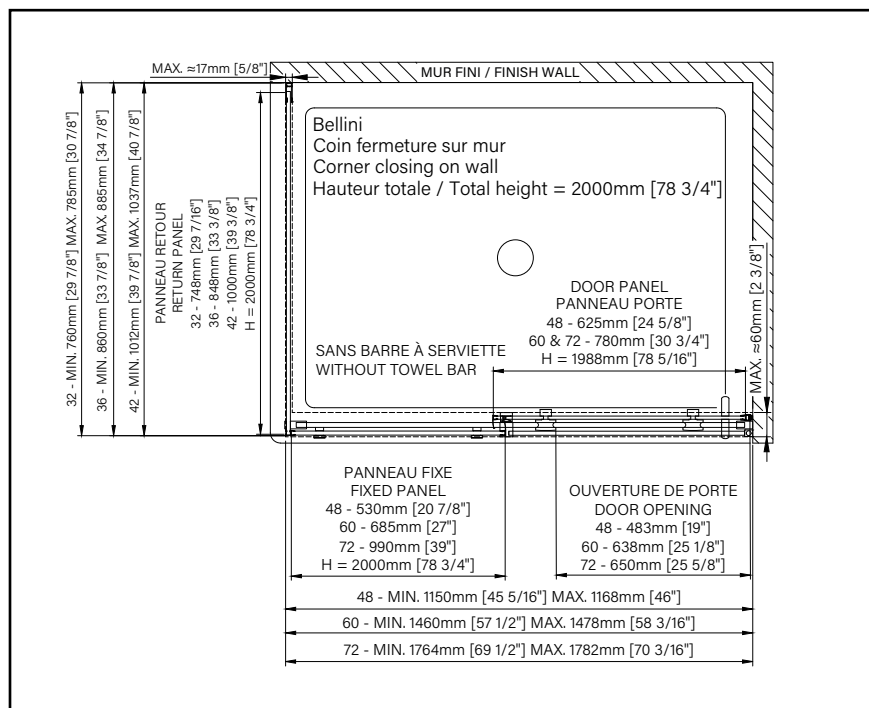 MAX. ≈17mm [5/8"]
MUR FINI / FINISH WALL
Bellini
Coin fermeture sur mur
Corner closing on wall
Hauteur totale / Total height = 2000mm [78 3/4"]
32 - MIN. 760mm [29 7/8"] MAX. 785mm [30 7/8"]
36 - MIN. 860mm [33 7/8"] MAX. 885mm [34 7/8"]
42 - MIN. 1012mm [39 7/8"] MAX. 1037mm [40 7/8"]
PANNEAU RETOUR
RETURN PANEL
32 - 748mm [29 7/16"]
36 - 848mm [33 3/8"]
42 - 1000mm [39 3/8"]
H = 2000mm [78 3/4"]
DOOR PANEL
PANNEAU PORTE
48 - 625mm [24 5/8"]
60 & 72 - 780mm [30 3/4"]
H = 1988mm [78 5/16"]
MAX. ≈60mm [2 3/8"]
SANS BARRE À SERVIETTE
WITHOUT TOWEL BAR
PANNEAU FIXE
FIXED PANEL
48 - 530mm [20 7/8"]
60 - 685mm [27"]
72 - 990mm [39"]
H = 2000mm [78 3/4"]
OUVERTURE DE PORTE
DOOR OPENING
48 - 483mm [19"]
60 - 638mm [25 1/8"]
72 - 650mm [25 5/8"]
48 - MIN. 1150mm [45 5/16"] MAX. 1168mm [46"]
60 - MIN. 1460mm [57 1/2"] MAX. 1478mm [58 3/16"]
72 - MIN. 1764mm [69 1/2"] MAX. 1782mm [70 3/16"]